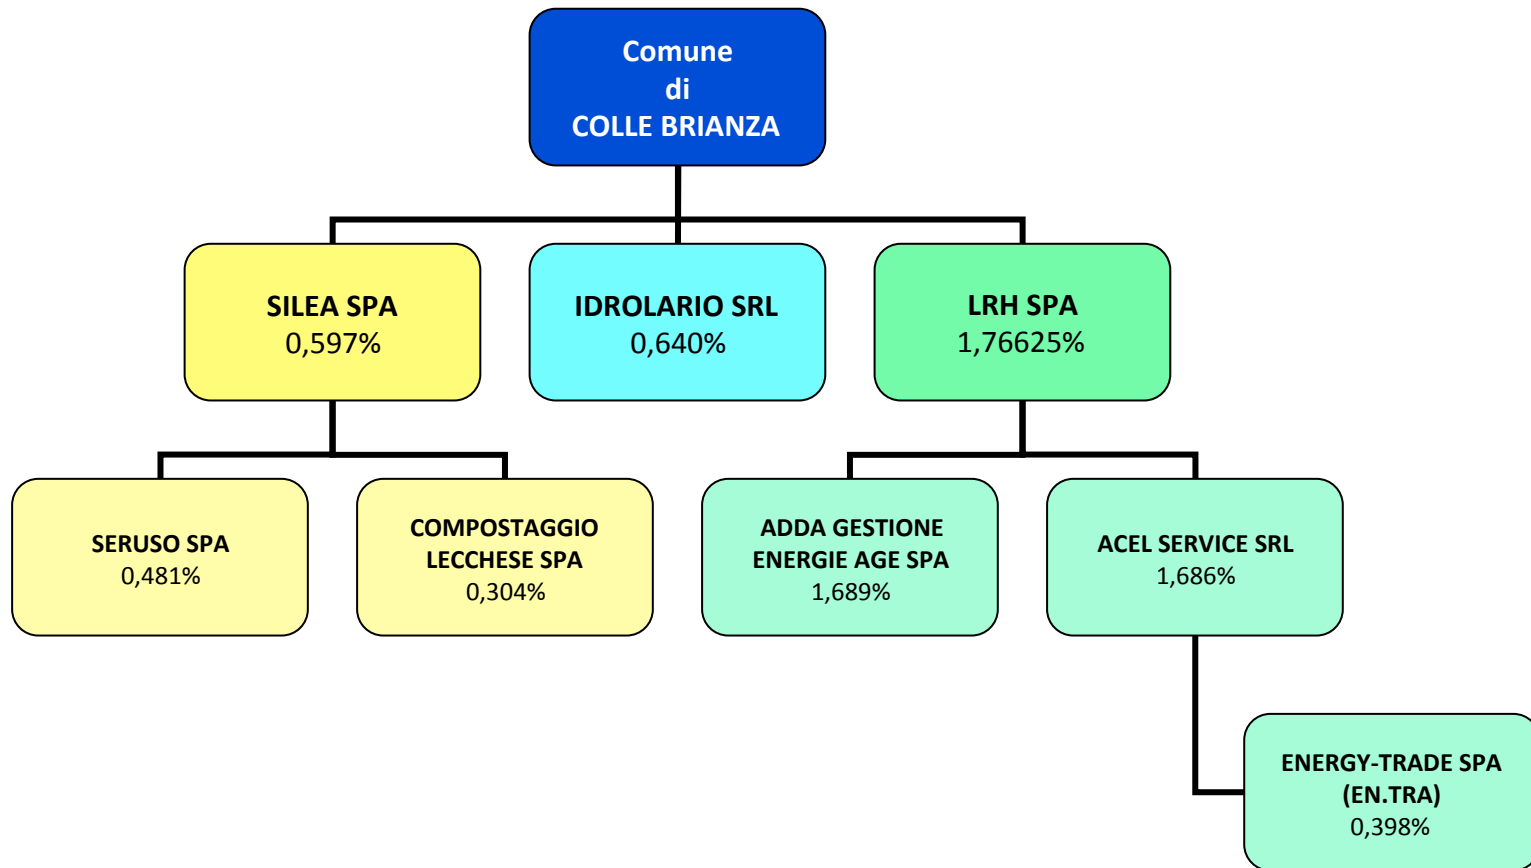 Comune
di
COLLE BRIANZA
SILEA SPA
0,597%
IDROLARIO SRL
0,640%
LRH SPA
1,76625%
SERUSO SPA
0,481%
COMPOSTAGGIO
LECCHESE SPA
0,304%
ADDA GESTIONE
ENERGIE AGE SPA
1,689%
ACEL SERVICE SRL
1,686%
ENERGY-TRADE SPA
(EN.TRA)
0,398%